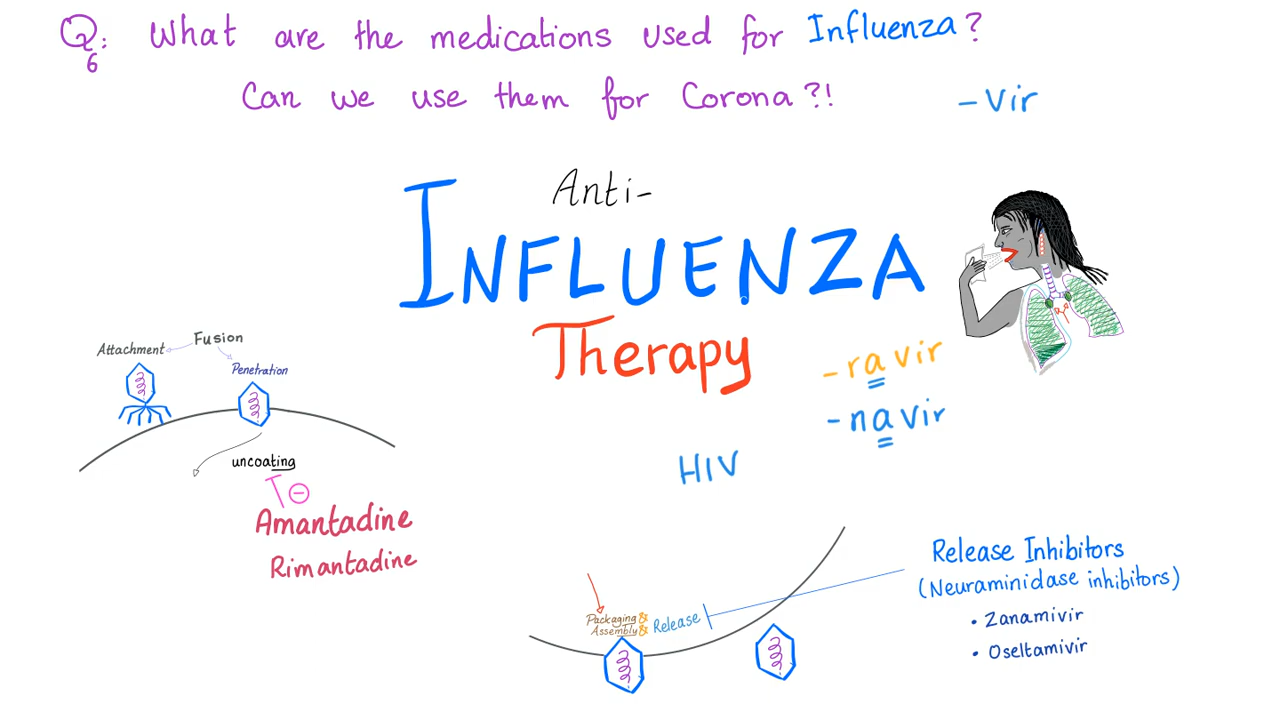 Q6: What are the medications used for Influenza?
Can we use them for Corona?!
-vir
Anti-
INFLUENZA
Therapy
-ravir
-navir
HIV
Fusion
Attachment
Penetration
uncoating
Amantadine
Rimantadine
Packaging &
Assembly &
Release
Release Inhibitors
(Neuraminidase inhibitors)
• Zanamivir
• Oseltamivir